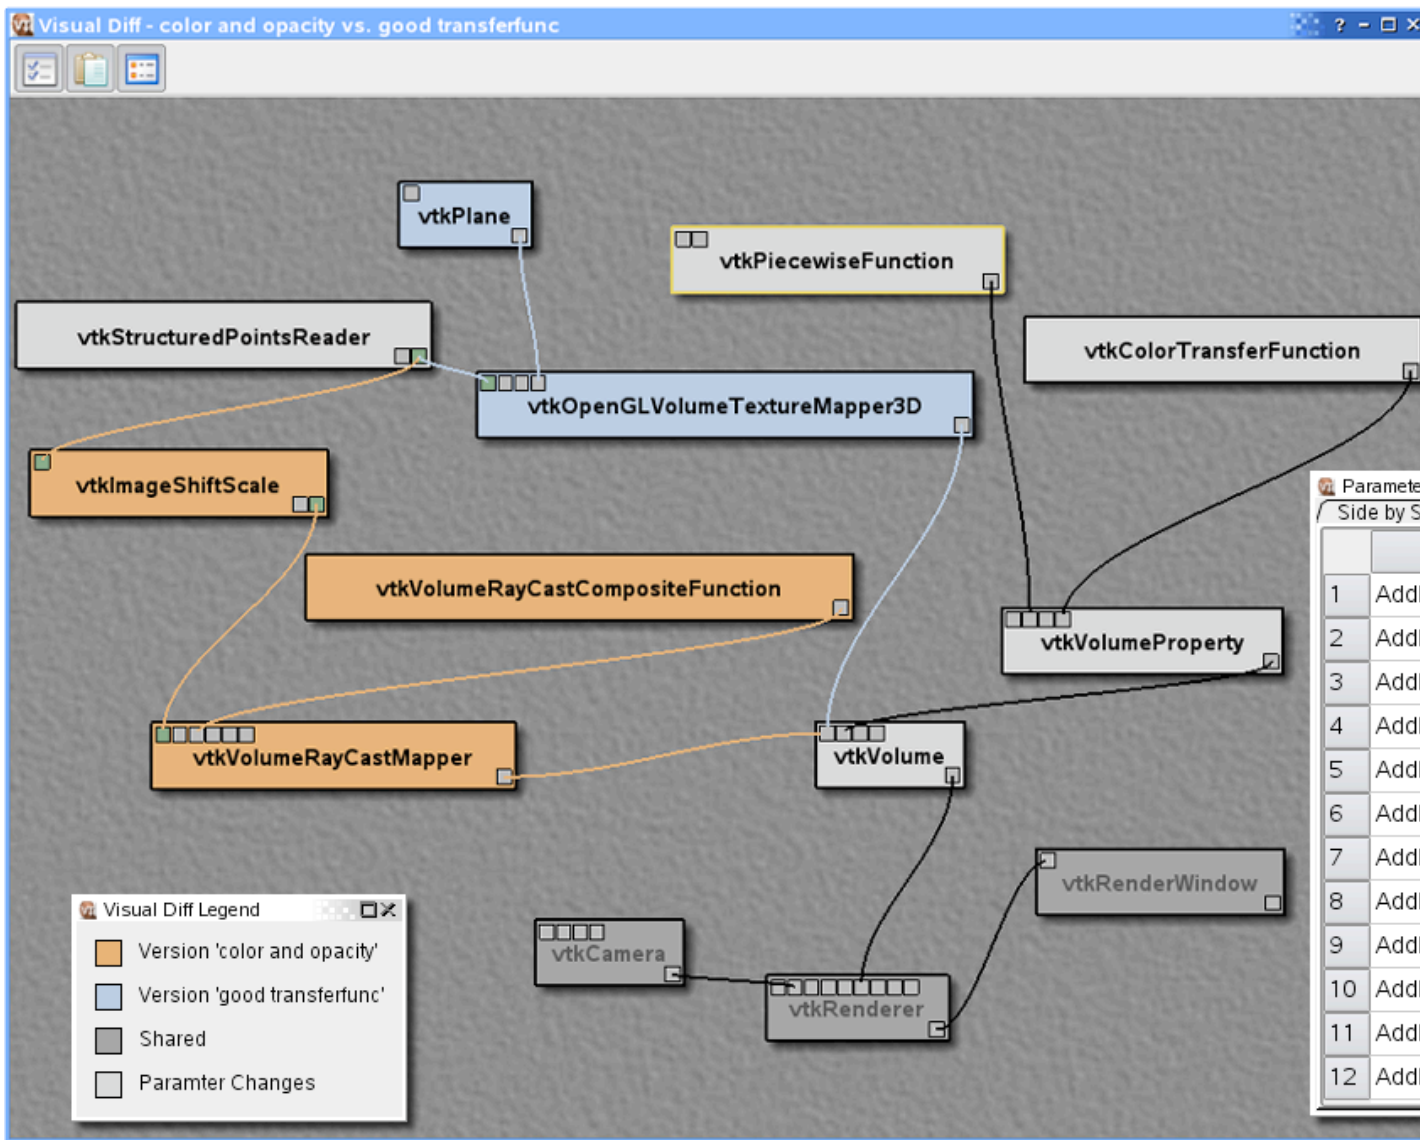 Visual Diff - color and opacity vs. good transferfunc
vtkPlane
vtkPiecewiseFunction
vtkStructuredPointsReader
vtkColorTransferFunction
vtkOpenGLVolumeTextureMapper3D
vtkImageShiftScale
Paramete
Side by S
vtkVolumeRayCastCompositeFunction
1 Add
2 Add
vtkVolumeProperty
3 Add
4 Add
vtkVolumeRayCastMapper
vtkVolume
5 Add
6 Add
7 Add
vtkRenderWindow
8 Add
9 Add
10 Add
11 Add
12 Add
vtkCamera
vtkRenderer
Visual Diff Legend
Version 'color and opacity'
Version 'good transferfunc'
Shared
Paramter Changes